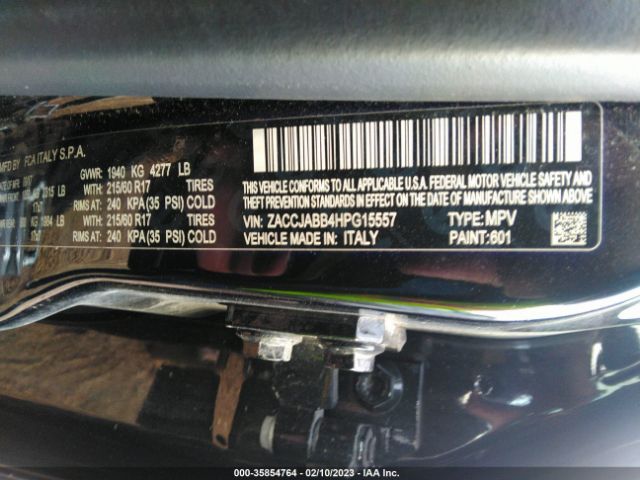 MFD BY FCA ITALY S.P.A.
GVWR: 1940 KG 4277 LB
315 LB WITH: 215/60 R17 TIRES
RIMS AT: 240 KPA (35 PSI) COLD
LB WITH: 215/60 R17 TIRES
RIMS AT: 240 KPA (35 PSI) COLD
THIS VEHICLE CONFORMS TO ALL APPLICABLE U.S.A. FEDERAL MOTOR VEHICLE SAFETY AND
THEFT PREVENTION STANDARDS IN EFFECT ON THE DATE OF MANUFACTURE SHOWN ABOVE.
VIN: ZACCJABB4HPG15557 TYPE: MPV
VEHICLE MADE IN: ITALY PAINT: 601
000-35854764 - 02/10/2023 - IAA Inc.